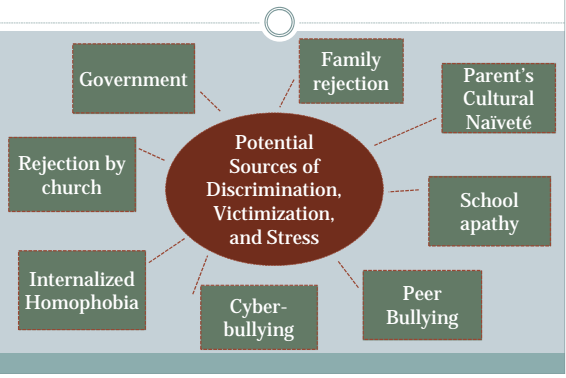 Potential
Sources of
Discrimination,
Victimization,
and Stress
Government
Family
rejection
Parent's
Cultural
Naïveté
School
apathy
Peer
Bullying
Cyber-
bullying
Internalized
Homophobia
Rejection by
church